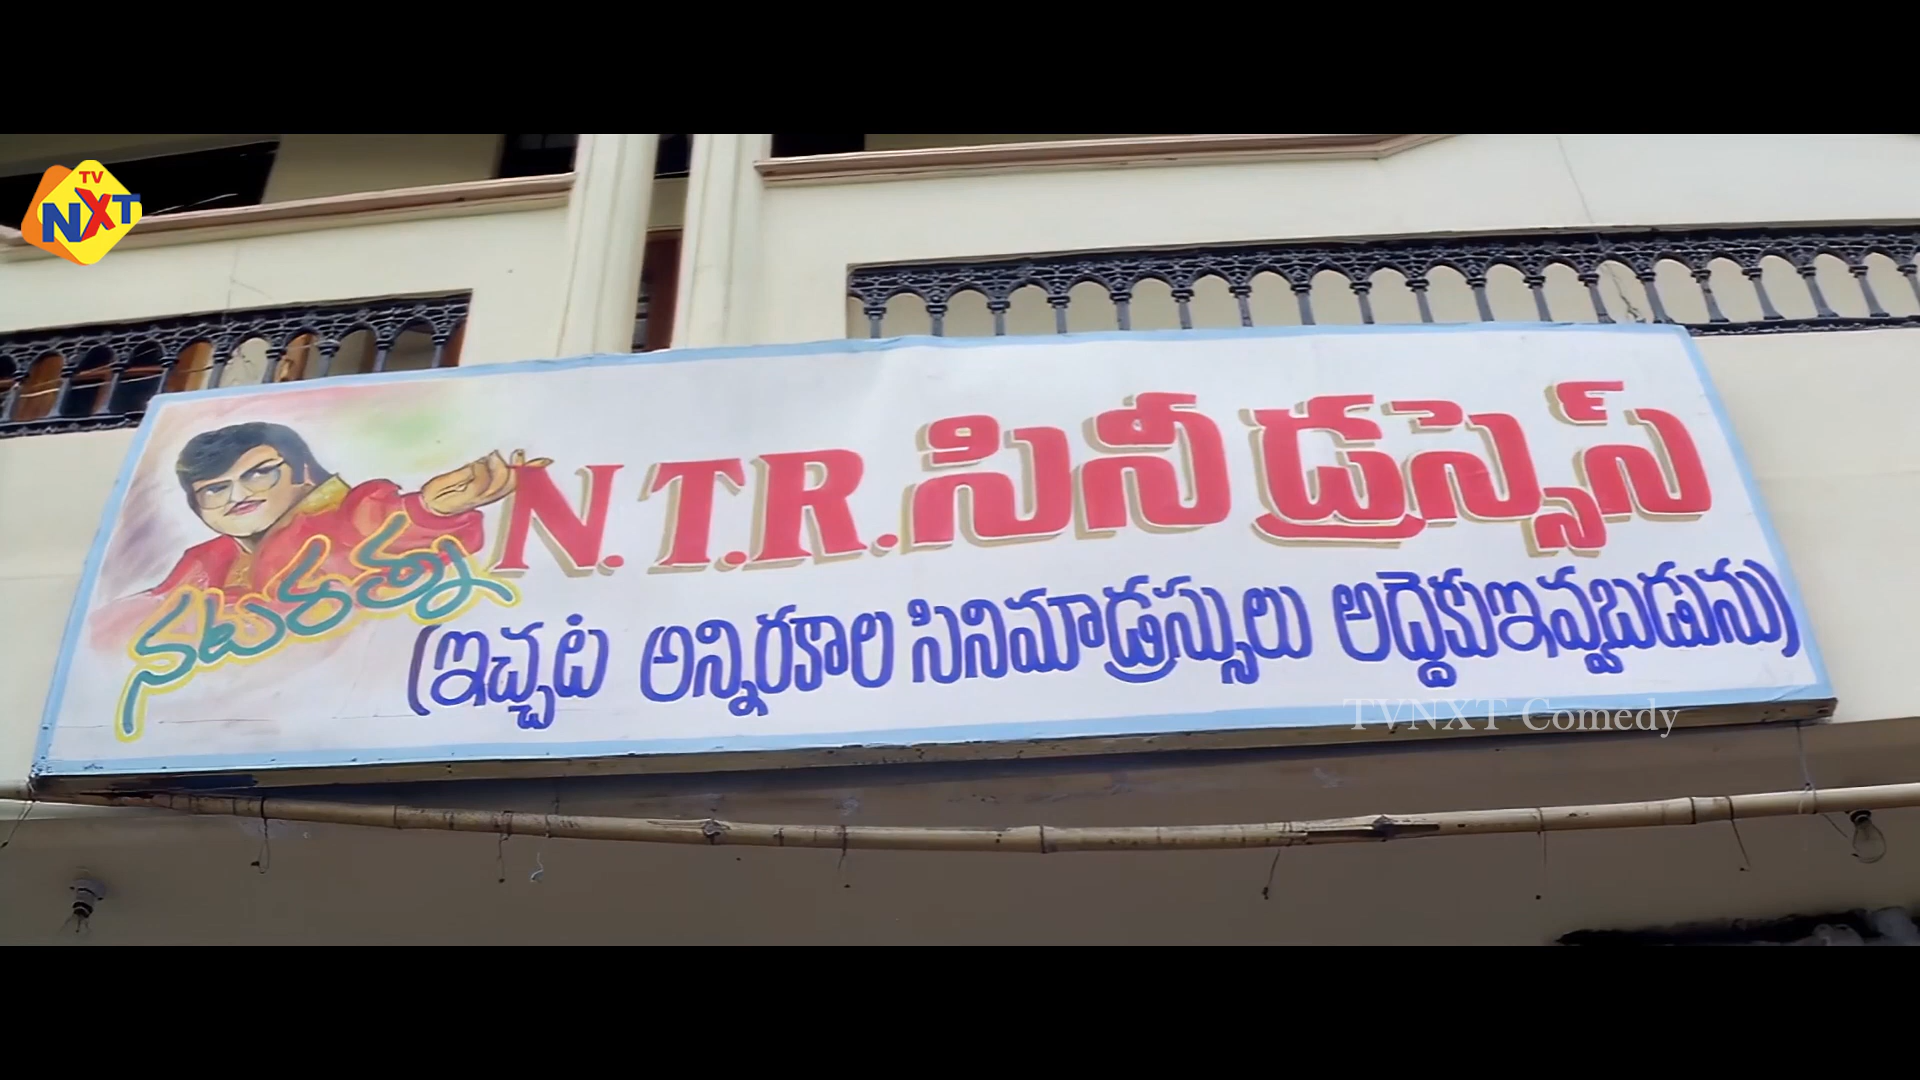 TV
NXT
నటరత్న
N.T.R. సినీ డ్రస్సెస్
(ఇచ్చట అన్నిరకాల సినిమాడ్రస్సులు అద్దెకుఇవ్వబడును)
TVNXT Comedy